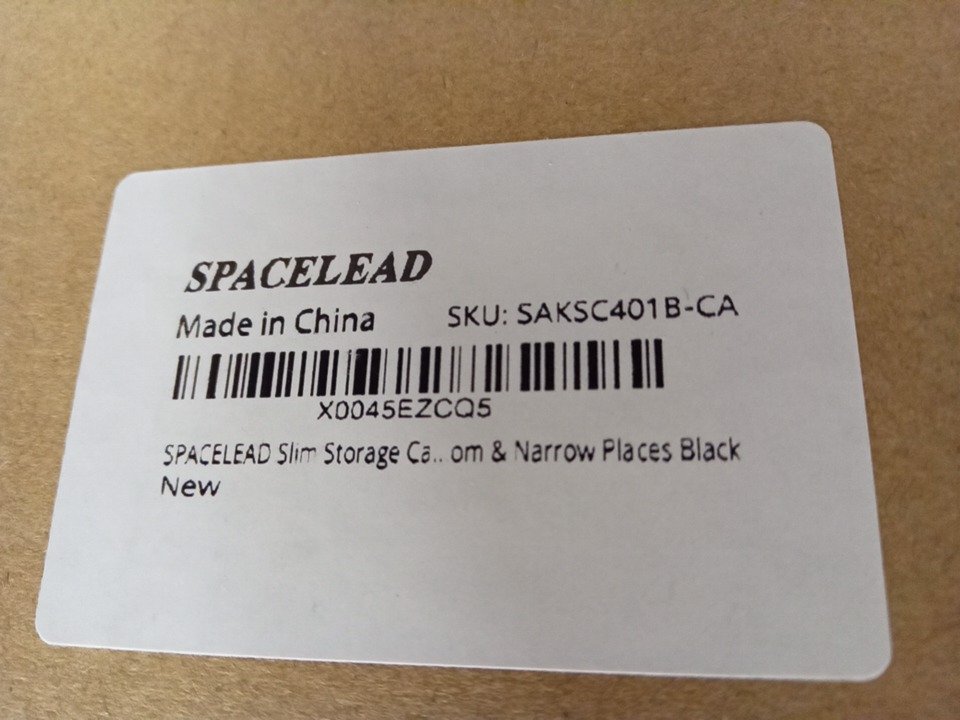 SPACELEAD
Made in China SKU: SAKSC401B-CA
X0045EZCQ5
SPACELEAD Slim Storage Ca.. om & Narrow Places Black
New